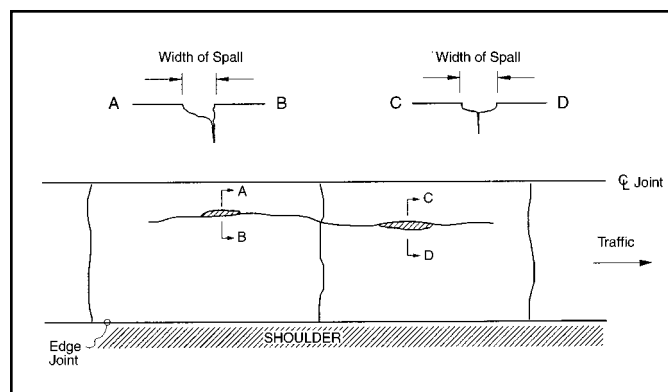 Width of Spall
Width of Spall
A
B
C
D
A
C
℄ Joint
B
D
Traffic
SHOULDER
Edge
Joint